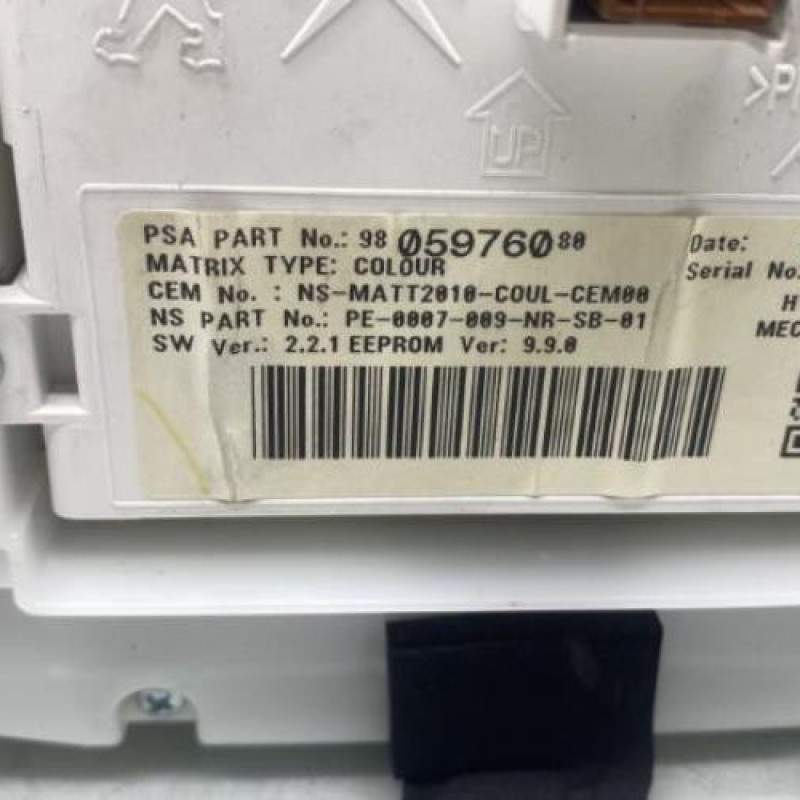 UP
PSA PART No.: 98 059760 80
MATRIX TYPE: COLOUR
CEM No. : NS-MATT2010-COUL-CEM00
NS PART No.: PE-0007-009-NR-SB-01
SW Ver.: 2.2.1 EEPROM Ver: 9.9.0
Date:
Serial No.